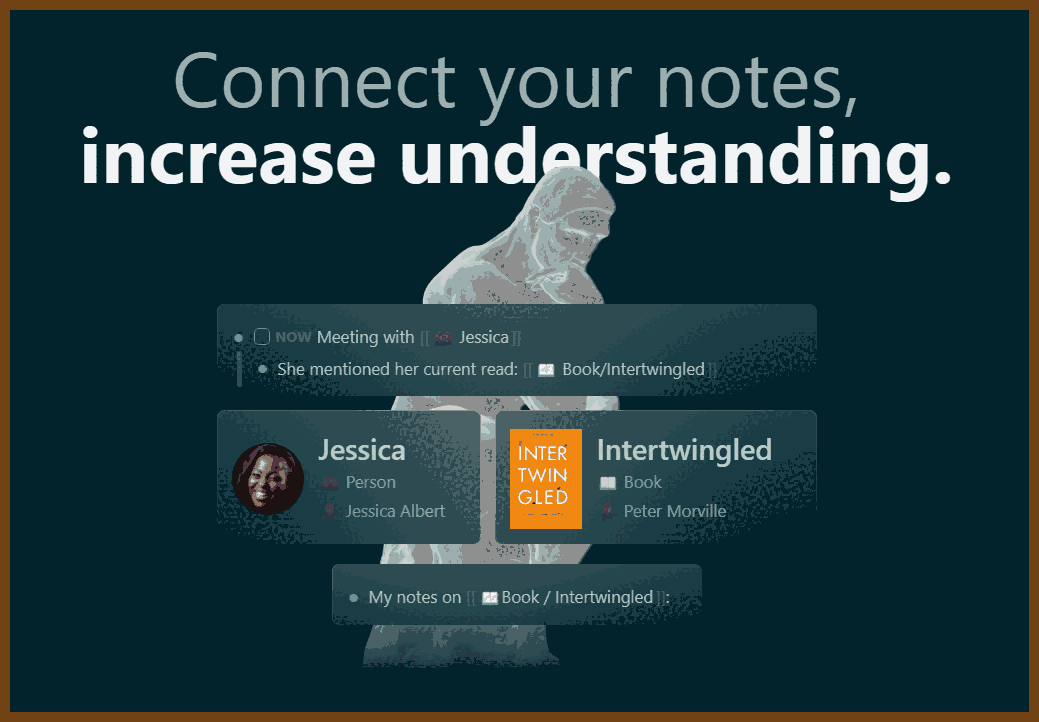 Connect your notes,
increase understanding.
NOW Meeting with [[ Jessica]]
She mentioned her current read: [[ Book/Intertwingled]]
Jessica
Person
Jessica Albert
INTER
TWIN
GLED
Intertwingled
Book
Peter Morville
My notes on [[ Book / Intertwingled ]]: